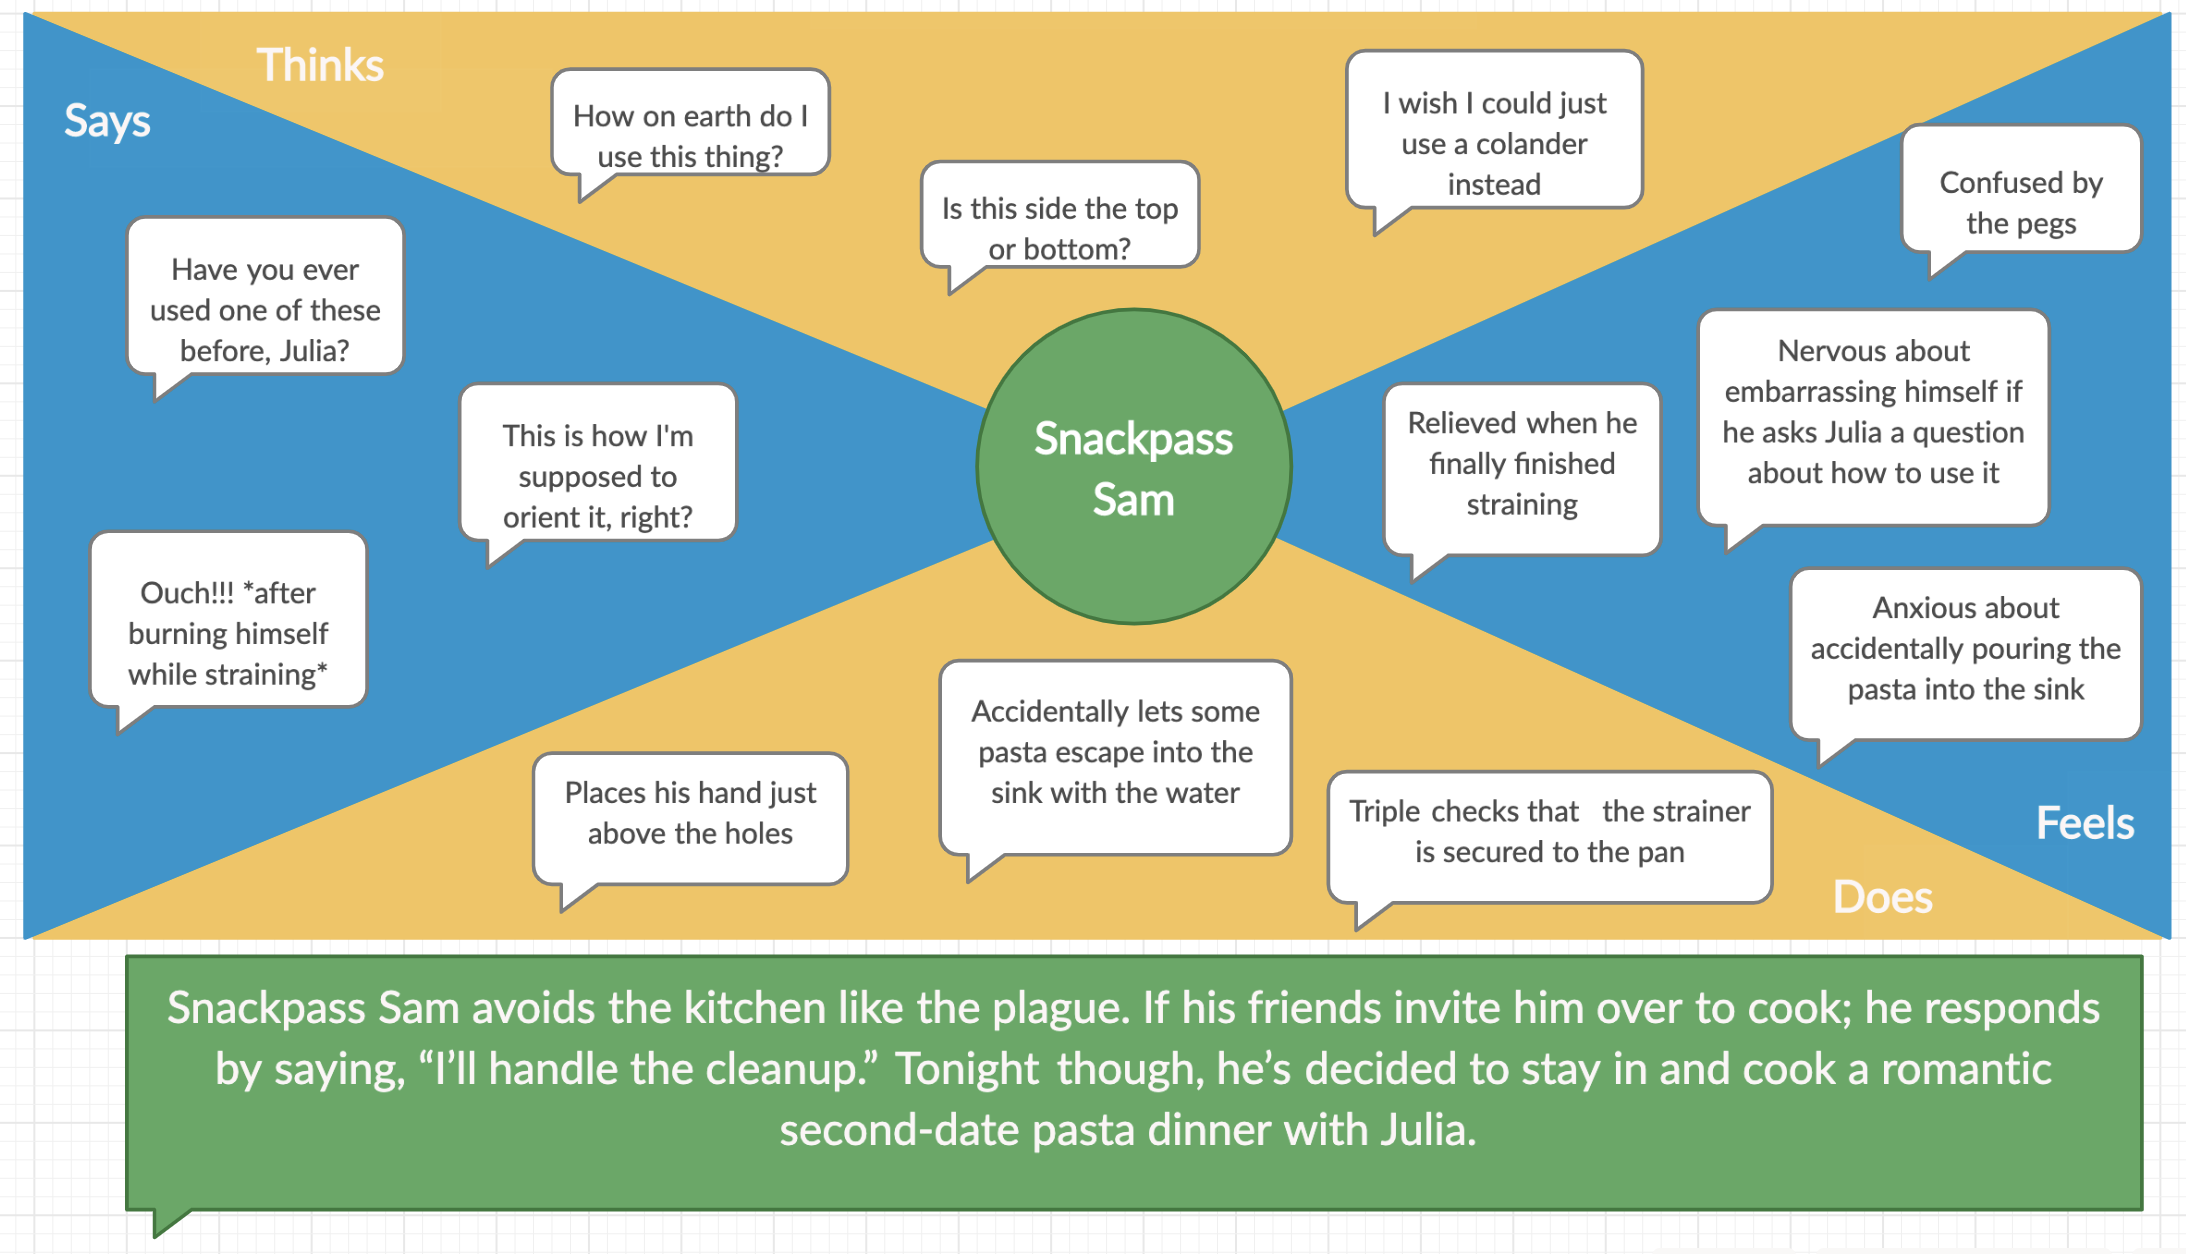 Thinks
Says
How on earth do I
use this thing?
Is this side the top
or bottom?
I wish I could just
use a colander
instead
Have you ever
used one of these
before, Julia?
This is how I'm
supposed to
orient it, right?
Ouch!!! *after
burning himself
while straining*
Snackpass
Sam
Confused by
the pegs
Nervous about
embarrassing himself if
he asks Julia a question
about how to use it
Relieved when he
finally finished
straining
Anxious about
accidentally pouring the
pasta into the sink
Feels
Places his hand just
above the holes
Accidentally lets some
pasta escape into the
sink with the water
Triple checks that the strainer
is secured to the pan
Does
Snackpass Sam avoids the kitchen like the plague. If his friends invite him over to cook; he responds
by saying, “I’ll handle the cleanup.” Tonight though, he’s decided to stay in and cook a romantic
second-date pasta dinner with Julia.